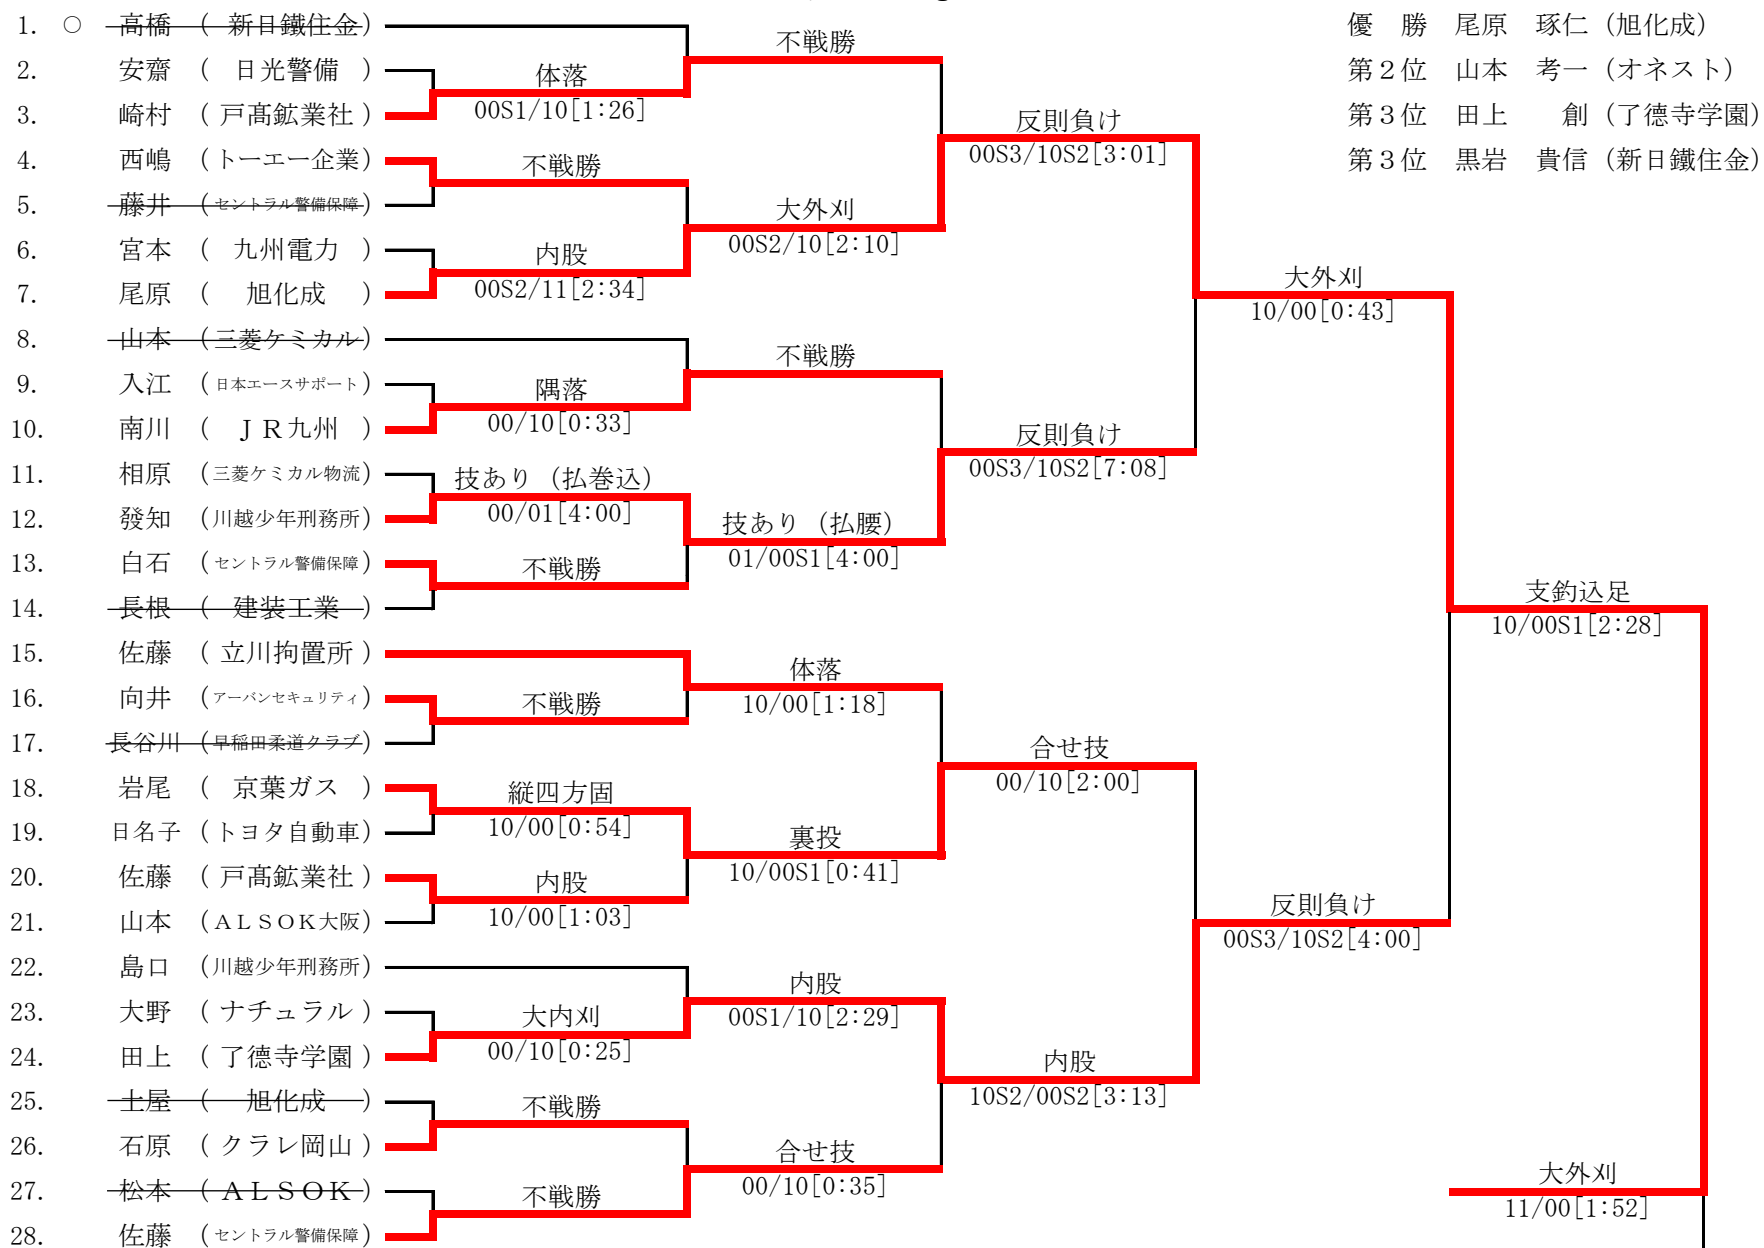 1. ○ 高橋 (新日鐵住金)
2. 安齋 (日光警備)
3. 崎村 (戸髙鉱業社)
4. 西嶋 (トーエー企業)
5. 藤井 (セントラル警備保障)
6. 宮本 (九州電力)
7. 尾原 (旭化成)
8. 山本 (三菱ケミカル)
9. 入江 (日本エースサポート)
10. 南川 (ＪＲ九州)
11. 相原 (三菱ケミカル物流)
12. 發知 (川越少年刑務所)
13. 白石 (セントラル警備保障)
14. 長根 (建装工業)
15. 佐藤 (立川拘置所)
16. 向井 (アーバンセキュリティ)
17. 長谷川 (早稲田柔道クラブ)
18. 岩尾 (京葉ガス)
19. 日名子 (トヨタ自動車)
20. 佐藤 (戸髙鉱業社)
21. 山本 (ＡＬＳＯＫ大阪)
22. 島口 (川越少年刑務所)
23. 大野 (ナチュラル)
24. 田上 (了德寺学園)
25. 土屋 (旭化成)
26. 石原 (クラレ岡山)
27. 松本 (ＡＬＳＯＫ)
28. 佐藤 (セントラル警備保障)
体落
00S1/10[1:26]
不戦勝
内股
00S2/11[2:34]
隅落
00/10[0:33]
技あり（払巻込）
00/01[4:00]
不戦勝
不戦勝
縦四方固
10/00[0:54]
内股
10/00[1:03]
大内刈
00/10[0:25]
不戦勝
不戦勝
不戦勝
大外刈
00S2/10[2:10]
不戦勝
技あり（払腰）
01/00S1[4:00]
体落
10/00[1:18]
裏投
10/00S1[0:41]
内股
00S1/10[2:29]
合せ技
00/10[0:35]
反則負け
00S3/10S2[3:01]
反則負け
00S3/10S2[7:08]
合せ技
00/10[2:00]
内股
10S2/00S2[3:13]
大外刈
10/00[0:43]
反則負け
00S3/10S2[4:00]
支釣込足
10/00S1[2:28]
大外刈
11/00[1:52]
優　勝　尾原　琢仁（旭化成）
第２位　山本　考一（オネスト）
第３位　田上　　創（了德寺学園）
第３位　黒岩　貴信（新日鐵住金）